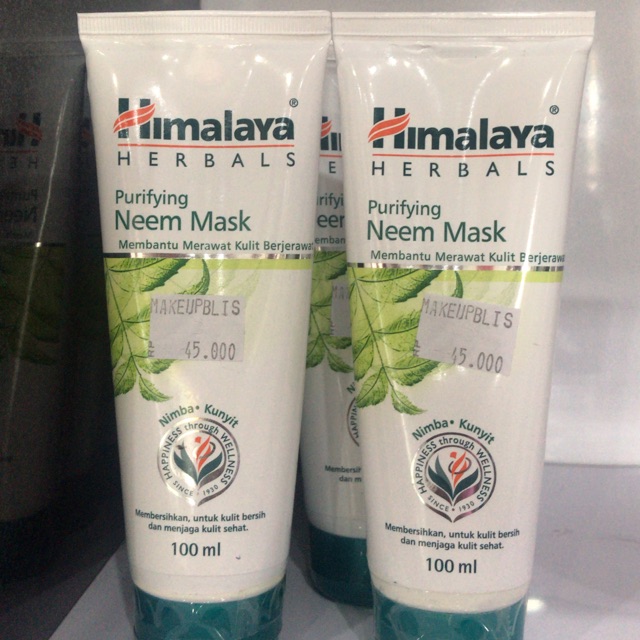 Himalaya®
HERBALS
Purifying
Neem Mask
Membantu Merawat Kulit Berjerawat
MAKEUPBLIS
RP 45.000
Nimba • Kunyit
HAPPINESS through WELLNESS
SINCE • 1930
Membersihkan, untuk kulit bersih
dan menjaga kulit sehat.
100 ml
Himalaya®
HERBALS
Purifying
Neem Mask
Membantu Merawat Kulit Berjerawat
MAKEUPBLIS
45.000
Nimba • Kunyit
HAPPINESS through WELLNESS
SINCE • 1930
Membersihkan, untuk kulit bersih
dan menjaga kulit sehat.
100 ml